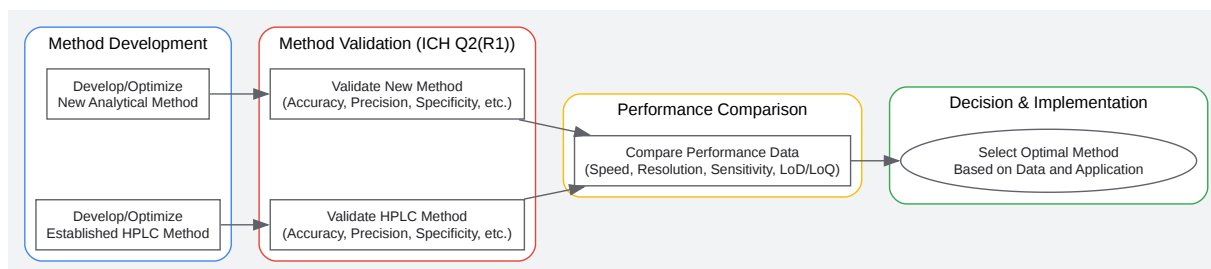 Method Development
Develop/Optimize
New Analytical Method
Develop/Optimize
Established HPLC Method
Method Validation (ICH Q2(R1))
Validate New Method
(Accuracy, Precision, Specificity, etc.)
Validate HPLC Method
(Accuracy, Precision, Specificity, etc.)
Performance Comparison
Compare Performance Data
(Speed, Resolution, Sensitivity, LoD/LoQ)
Decision & Implementation
Select Optimal Method
Based on Data and Application